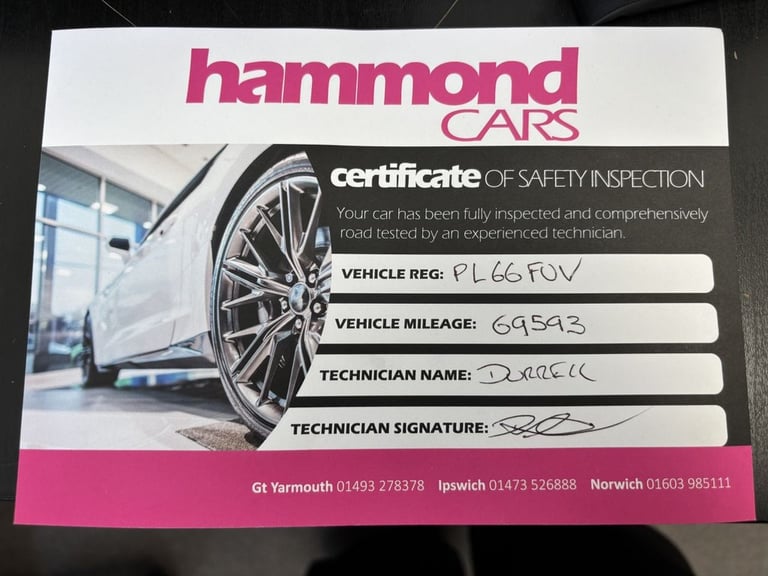 hammond
CARS
certificate OF SAFETY INSPECTION
Your car has been fully inspected and comprehensively
road tested by an experienced technician.
VEHICLE REG: PL66FOV
VEHICLE MILEAGE: 69593
TECHNICIAN NAME: DURRELL
TECHNICIAN SIGNATURE:
Gt Yarmouth 01493 278378 Ipswich 01473 526888 Norwich 01603 985111